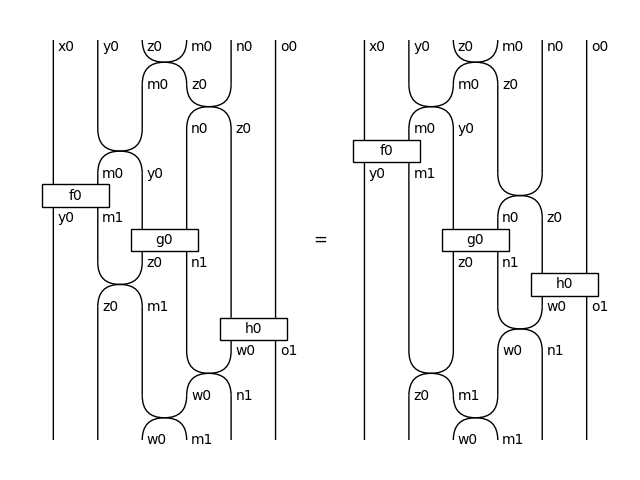 x0 y0 z0 m0 n0 o0 x0 y0 z0 m0 n0 o0
m0 z0 m0 z0
n0 z0 m0 y0
f0
m0 y0 y0 m1
f0
y0 m1 n0 z0
g0 = g0
z0 n1 z0 n1
h0
z0 m1 w0 o1
h0
w0 o1 w0 n1
w0 n1 z0 m1
w0 m1 w0 m1